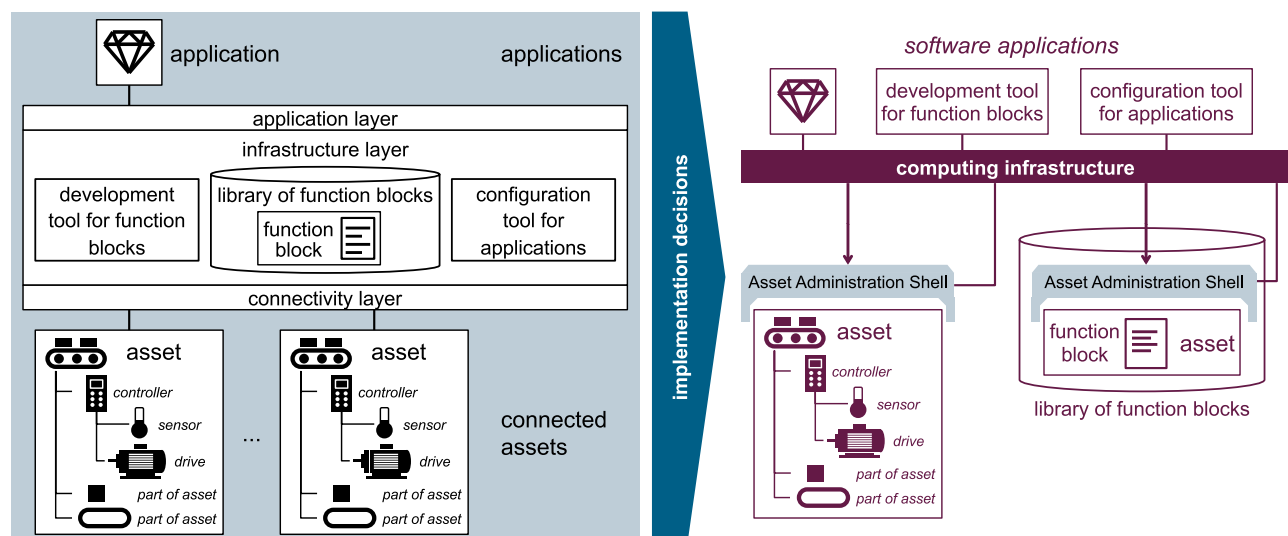 application
applications
application layer
infrastructure layer
development
tool for function
blocks
library of function blocks
function
block
configuration
tool for
applications
connectivity layer
asset
controller
sensor
drive
part of asset
part of asset
...
asset
controller
sensor
drive
part of asset
part of asset
connected
assets
implementation decisions
software applications
development tool
for function blocks
configuration tool
for applications
computing infrastructure
Asset Administration Shell
asset
controller
sensor
drive
part of asset
part of asset
Asset Administration Shell
function
block
asset
library of function blocks